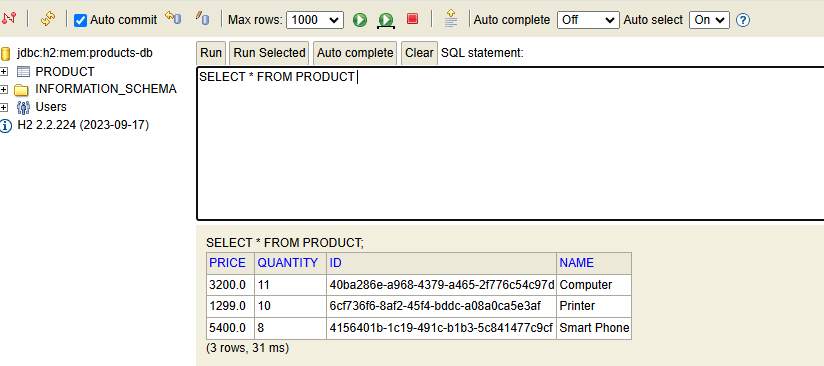 Auto commit Max rows: 1000 Auto complete Off Auto select On
jdbc:h2:mem:products-db
PRODUCT
INFORMATION_SCHEMA
Users
H2 2.2.224 (2023-09-17)
Run Run Selected Auto complete Clear SQL statement:
SELECT * FROM PRODUCT
SELECT * FROM PRODUCT;
PRICE QUANTITY ID NAME
3200.0 11 40ba286e-a968-4379-a465-2f776c54c97d Computer
1299.0 10 6cf736f6-8af2-45f4-bddc-a08a0ca5e3af Printer
5400.0 8 4156401b-1c19-491c-b1b3-5c841477c9cf Smart Phone
(3 rows, 31 ms)